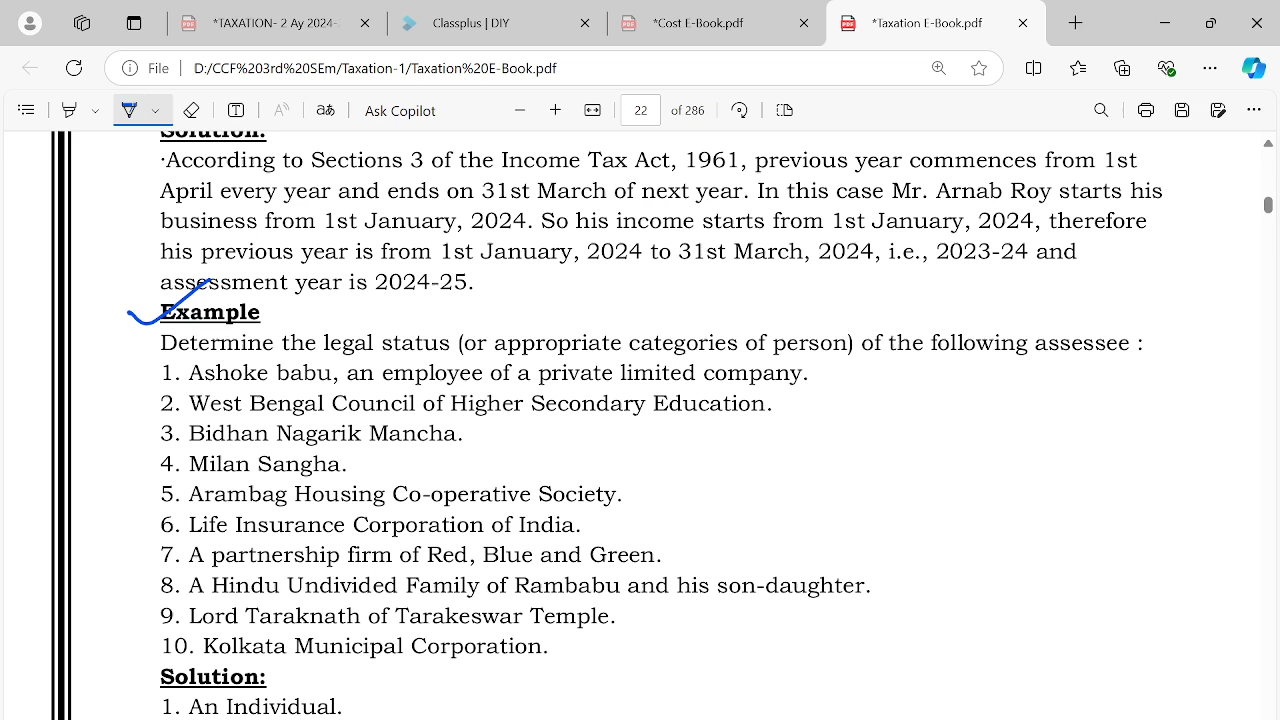 *TAXATION- 2 Ay 2024-
Classplus | DIY
*Cost E-Book.pdf
*Taxation E-Book.pdf
File
D:/CCF%203rd%20SEm/Taxation-1/Taxation%20E-Book.pdf
Ask Copilot
22
of 286
Solution:
·According to Sections 3 of the Income Tax Act, 1961, previous year commences from 1st
April every year and ends on 31st March of next year. In this case Mr. Arnab Roy starts his
business from 1st January, 2024. So his income starts from 1st January, 2024, therefore
his previous year is from 1st January, 2024 to 31st March, 2024, i.e., 2023-24 and
assessment year is 2024-25.
Example
Determine the legal status (or appropriate categories of person) of the following assessee :
1. Ashoke babu, an employee of a private limited company.
2. West Bengal Council of Higher Secondary Education.
3. Bidhan Nagarik Mancha.
4. Milan Sangha.
5. Arambag Housing Co-operative Society.
6. Life Insurance Corporation of India.
7. A partnership firm of Red, Blue and Green.
8. A Hindu Undivided Family of Rambabu and his son-daughter.
9. Lord Taraknath of Tarakeswar Temple.
10. Kolkata Municipal Corporation.
Solution:
1. An Individual.